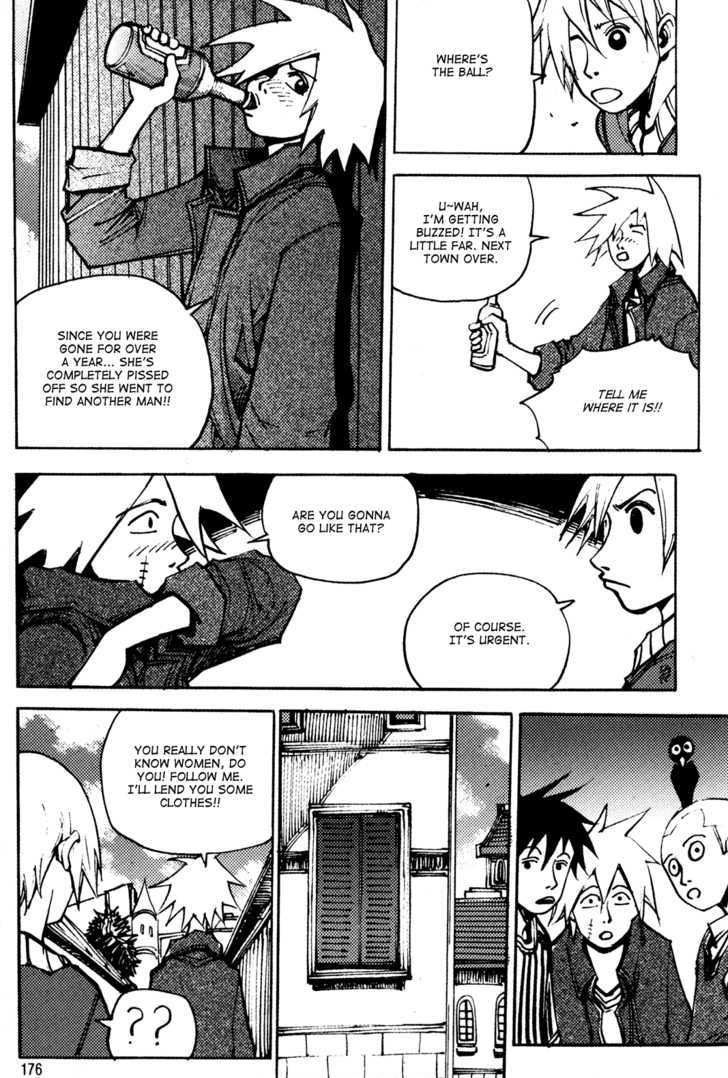 SINCE YOU WERE
GONE FOR OVER
A YEAR... SHE'S
COMPLETELY PISSED
OFF SO SHE WENT TO
FIND ANOTHER MAN!!
WHERE'S
THE BALL?
U~WAH,
I'M GETTING
BUZZED! IT'S A
LITTLE FAR. NEXT
TOWN OVER.
TELL ME
WHERE IT IS!!
ARE YOU GONNA
GO LIKE THAT?
OF COURSE.
IT'S URGENT.
YOU REALLY DON'T
KNOW WOMEN, DO
YOU! FOLLOW ME.
I'LL LEND YOU SOME
CLOTHES!!
??
176